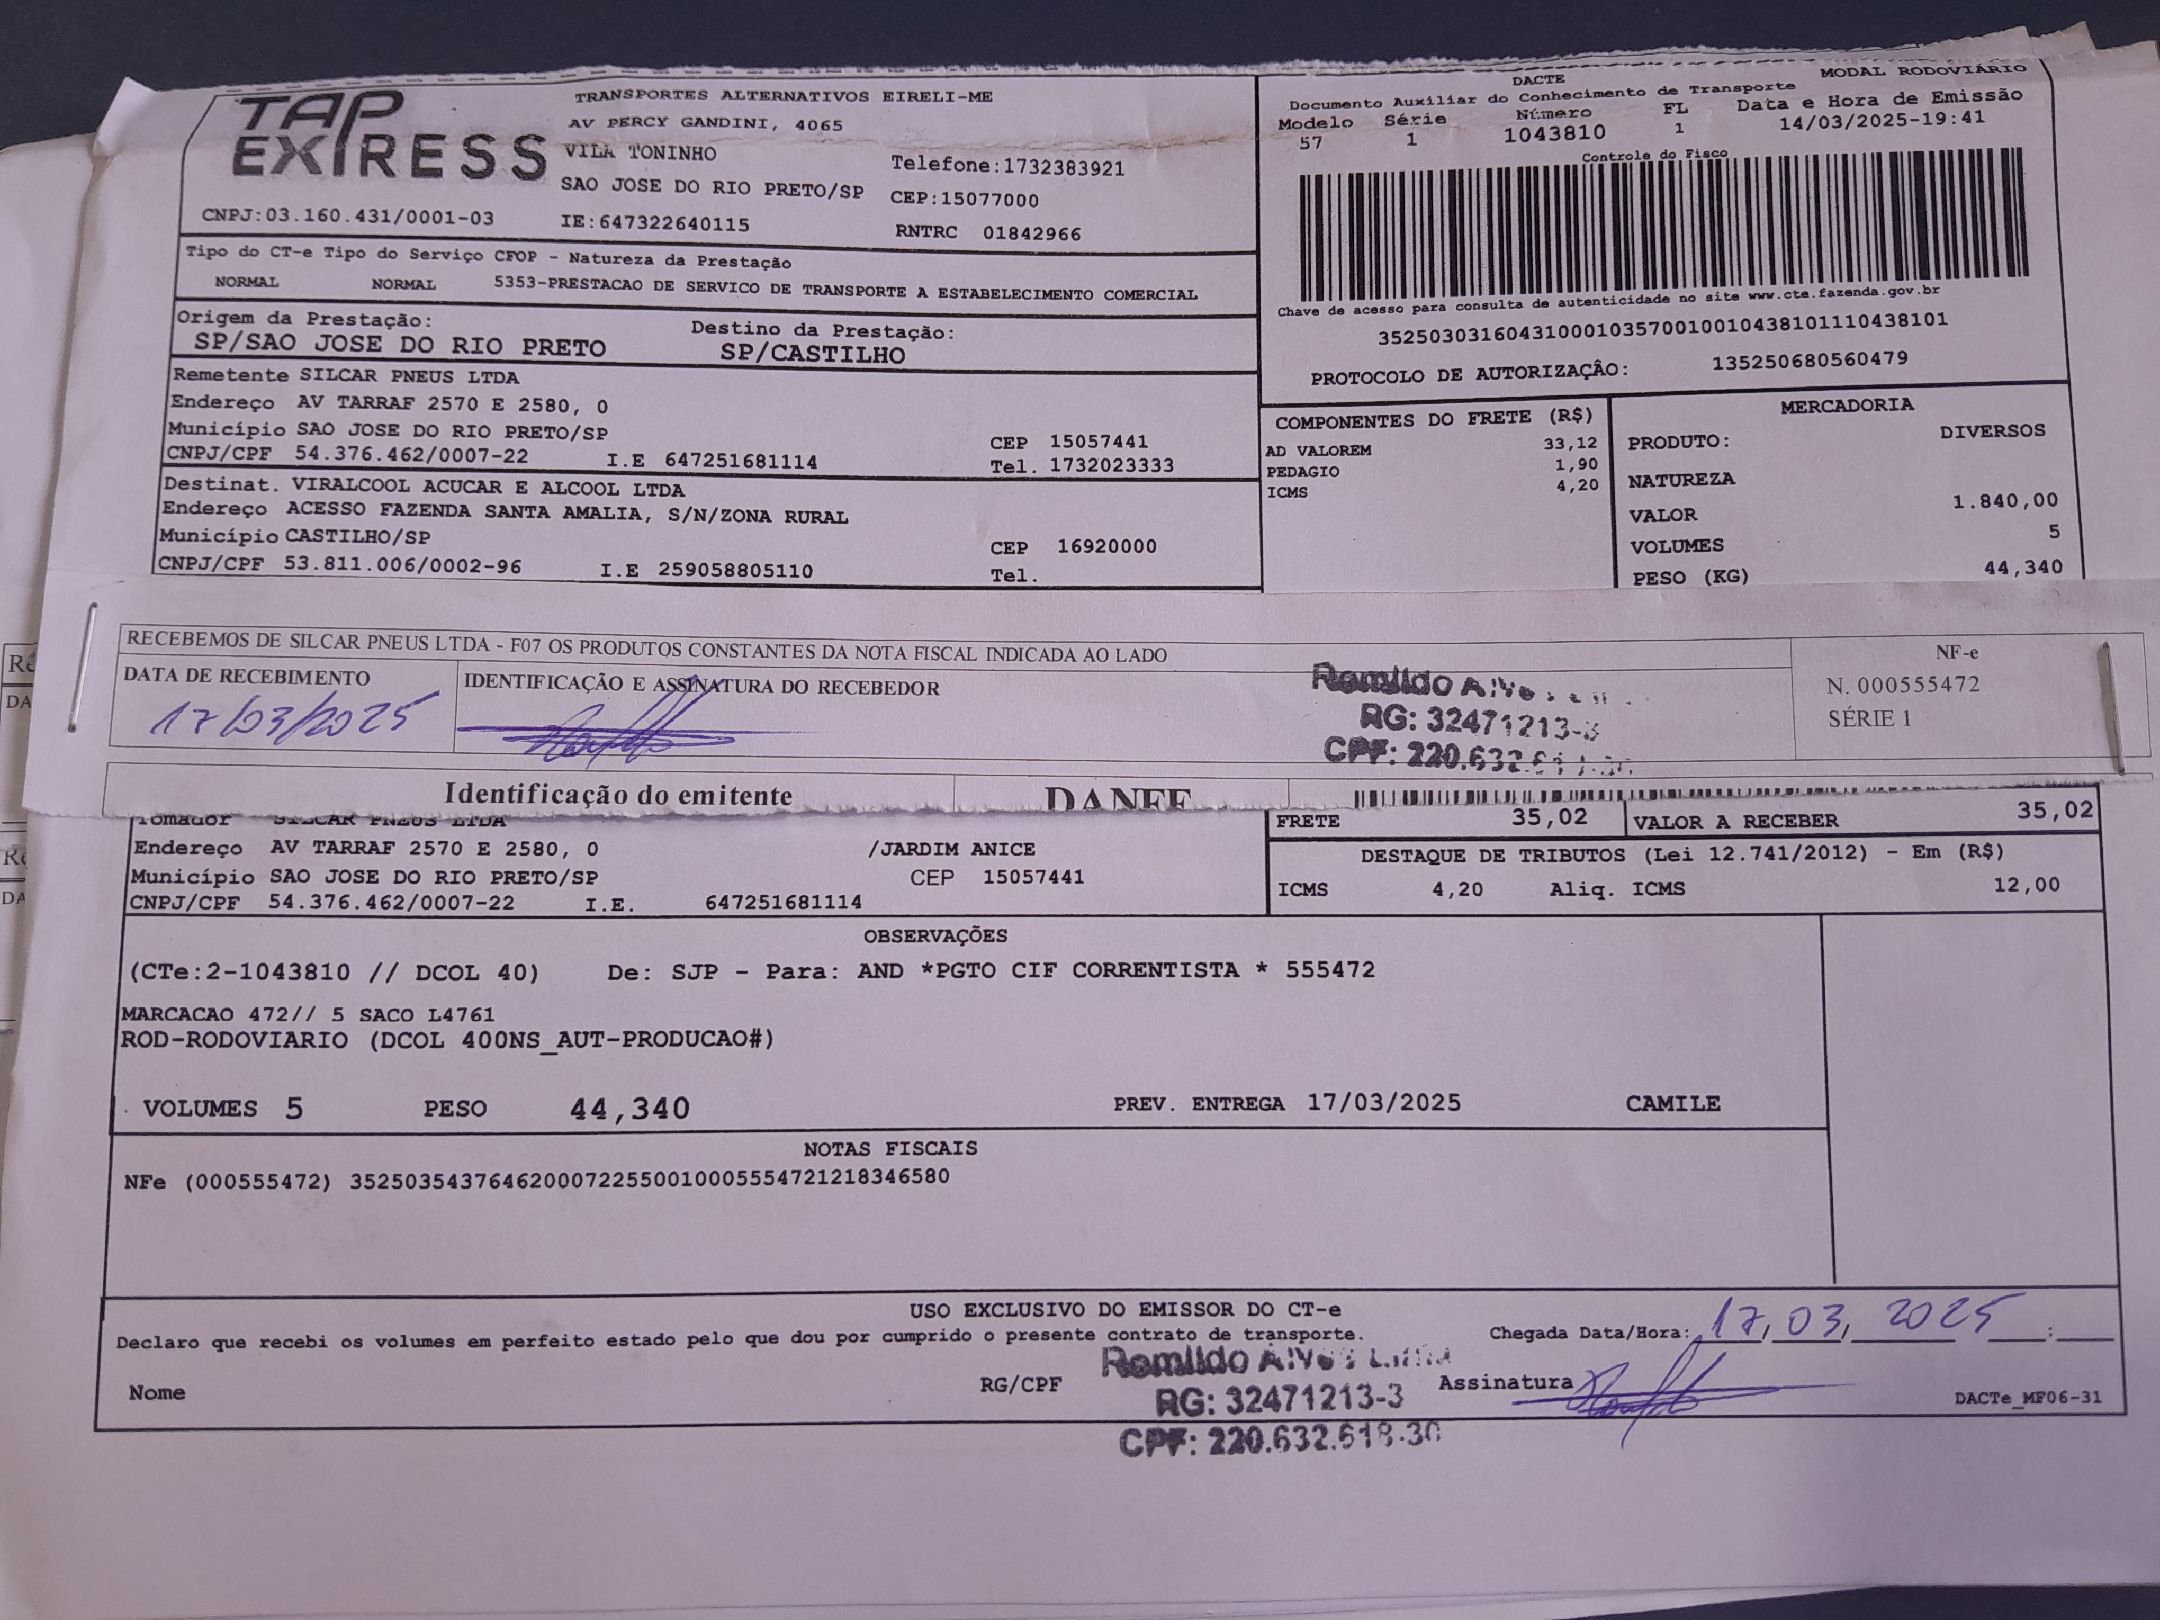 TAP EXPRESS
TRANSPORTES ALTERNATIVOS EIRELI-ME
AV PERCY GANDINI, 4065
VILA TONINHO
Telefone:1732383921
SAO JOSE DO RIO PRETO/SP CEP:15077000
CNPJ:03.160.431/0001-03 IE:647322640115 RNTRC 01842966
DACTE MODAL RODOVIÁRIO
Documento Auxiliar do Conhecimento de Transporte
Modelo Série Número FL Data e Hora de Emissão
57 1 1043810 1 14/03/2025-19:41
Controle do Fisco
Chave de acesso para consulta de autenticidade no site www.cte.fazenda.gov.br
35250303160431000103570010010438101110438101
PROTOCOLO DE AUTORIZAÇÂO: 135250680560479
Tipo do CT-e Tipo do Serviço CFOP - Natureza da Prestação
NORMAL NORMAL 5353-PRESTACAO DE SERVICO DE TRANSPORTE A ESTABELECIMENTO COMERCIAL
Origem da Prestação: Destino da Prestação:
SP/SAO JOSE DO RIO PRETO SP/CASTILHO
Remetente SILCAR PNEUS LTDA
Endereço AV TARRAF 2570 E 2580, 0
Município SAO JOSE DO RIO PRETO/SP CEP 15057441
CNPJ/CPF 54.376.462/0007-22 I.E 647251681114 Tel. 1732023333
Destinat. VIRALCOOL ACUCAR E ALCOOL LTDA
Endereço ACESSO FAZENDA SANTA AMALIA, S/N/ZONA RURAL
Município CASTILHO/SP CEP 16920000
CNPJ/CPF 53.811.006/0002-96 I.E 259058805110 Tel.
COMPONENTES DO FRETE (R$)
AD VALOREM 33,12
PEDAGIO 1,90
ICMS 4,20
MERCADORIA
PRODUTO: DIVERSOS
NATUREZA
VALOR 1.840,00
VOLUMES 5
PESO (KG) 44,340
RECEBEMOS DE SILCAR PNEUS LTDA - F07 OS PRODUTOS CONSTANTES DA NOTA FISCAL INDICADA AO LADO
DATA DE RECEBIMENTO IDENTIFICAÇÃO E ASSINATURA DO RECEBEDOR
17/03/2025
Romildo
RG: 32471213-3
CPF: 220.632.
NF-e
N. 000555472
SÉRIE 1
Identificação do emitente DANFE
Tomador SILCAR PNEUS LTDA
Endereço AV TARRAF 2570 E 2580, 0 /JARDIM ANICE
Município SAO JOSE DO RIO PRETO/SP CEP 15057441
CNPJ/CPF 54.376.462/0007-22 I.E. 647251681114
FRETE 35,02 VALOR A RECEBER 35,02
DESTAQUE DE TRIBUTOS (Lei 12.741/2012) - Em (R$)
ICMS 4,20 Aliq. ICMS 12,00
OBSERVAÇÕES
(CTe:2-1043810 // DCOL 40) De: SJP - Para: AND *PGTO CIF CORRENTISTA * 555472
MARCACAO 472// 5 SACO L4761
ROD-RODOVIARIO (DCOL 400NS_AUT-PRODUCAO#)
VOLUMES 5 PESO 44,340 PREV. ENTREGA 17/03/2025 CAMILE
NOTAS FISCAIS
NFe (000555472) 35250354376462000722550010005554721218346580
USO EXCLUSIVO DO EMISSOR DO CT-e
Declaro que recebi os volumes em perfeito estado pelo que dou por cumprido o presente contrato de transporte. Chegada Data/Hora: 17/03/2025
Nome RG/CPF Romildo Alves Assinatura
RG: 32471213-3
CPF: 220.632.618-30
DACTe_MF06-31